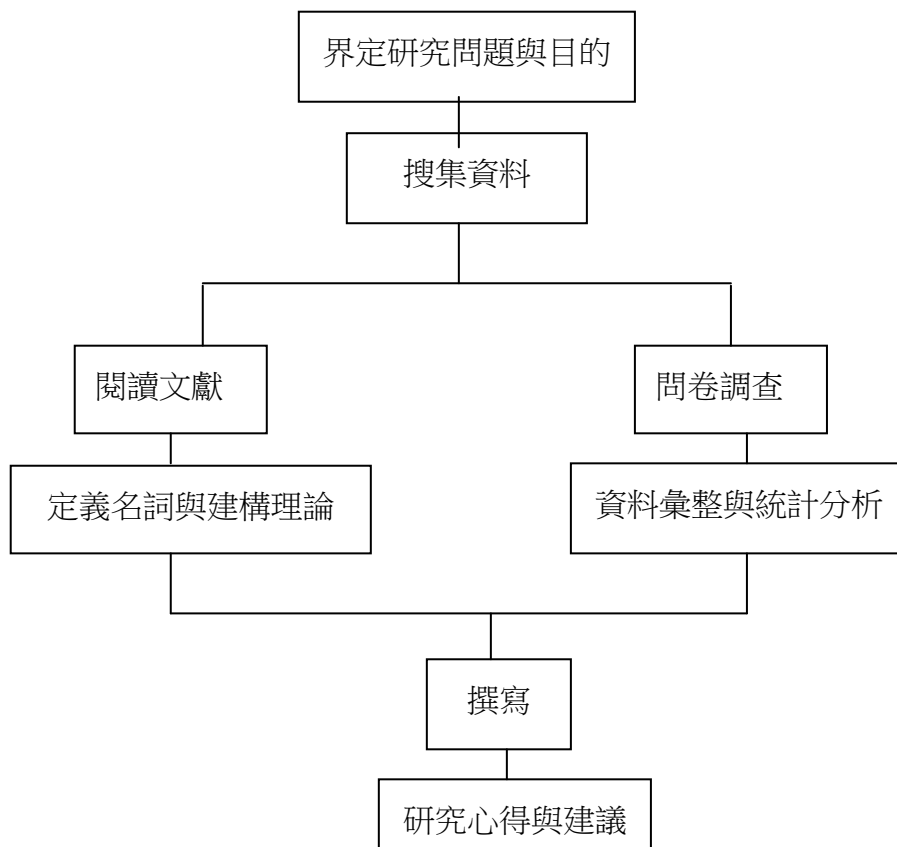 界定研究問題與目的
搜集資料
閱讀文獻
問卷調查
定義名詞與建構理論
資料彙整與統計分析
撰寫
研究心得與建議